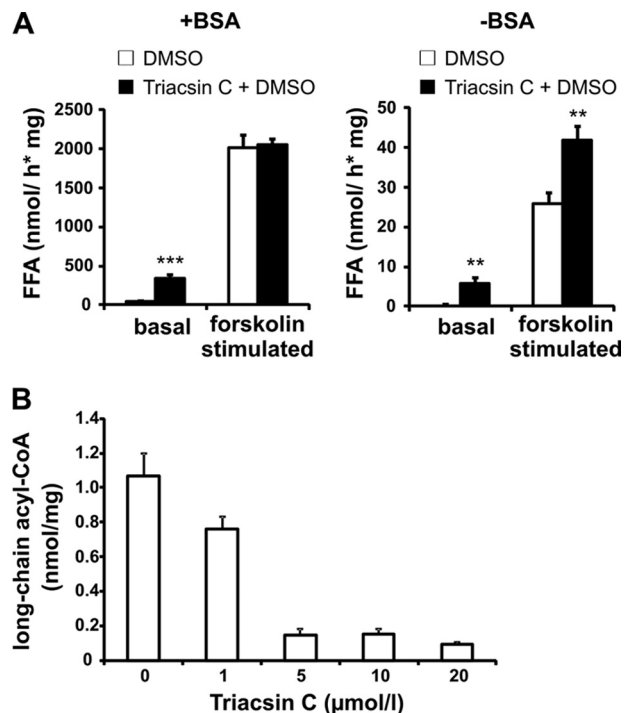 A
+BSA
DMSO
Triacsin C + DMSO
FFA (nmol/ h* mg)
2500
2000
1500
1000
500
0
***
basal
forskolin
stimulated
-BSA
DMSO
Triacsin C + DMSO
FFA (nmol/ h* mg)
50
40
30
20
10
0
**
**
basal
forskolin
stimulated
B
long-chain acyl-CoA
(nmol/mg)
1.4
1.2
1
0.8
0.6
0.4
0.2
0
0 1 5 10 20
Triacsin C (µmol/l)